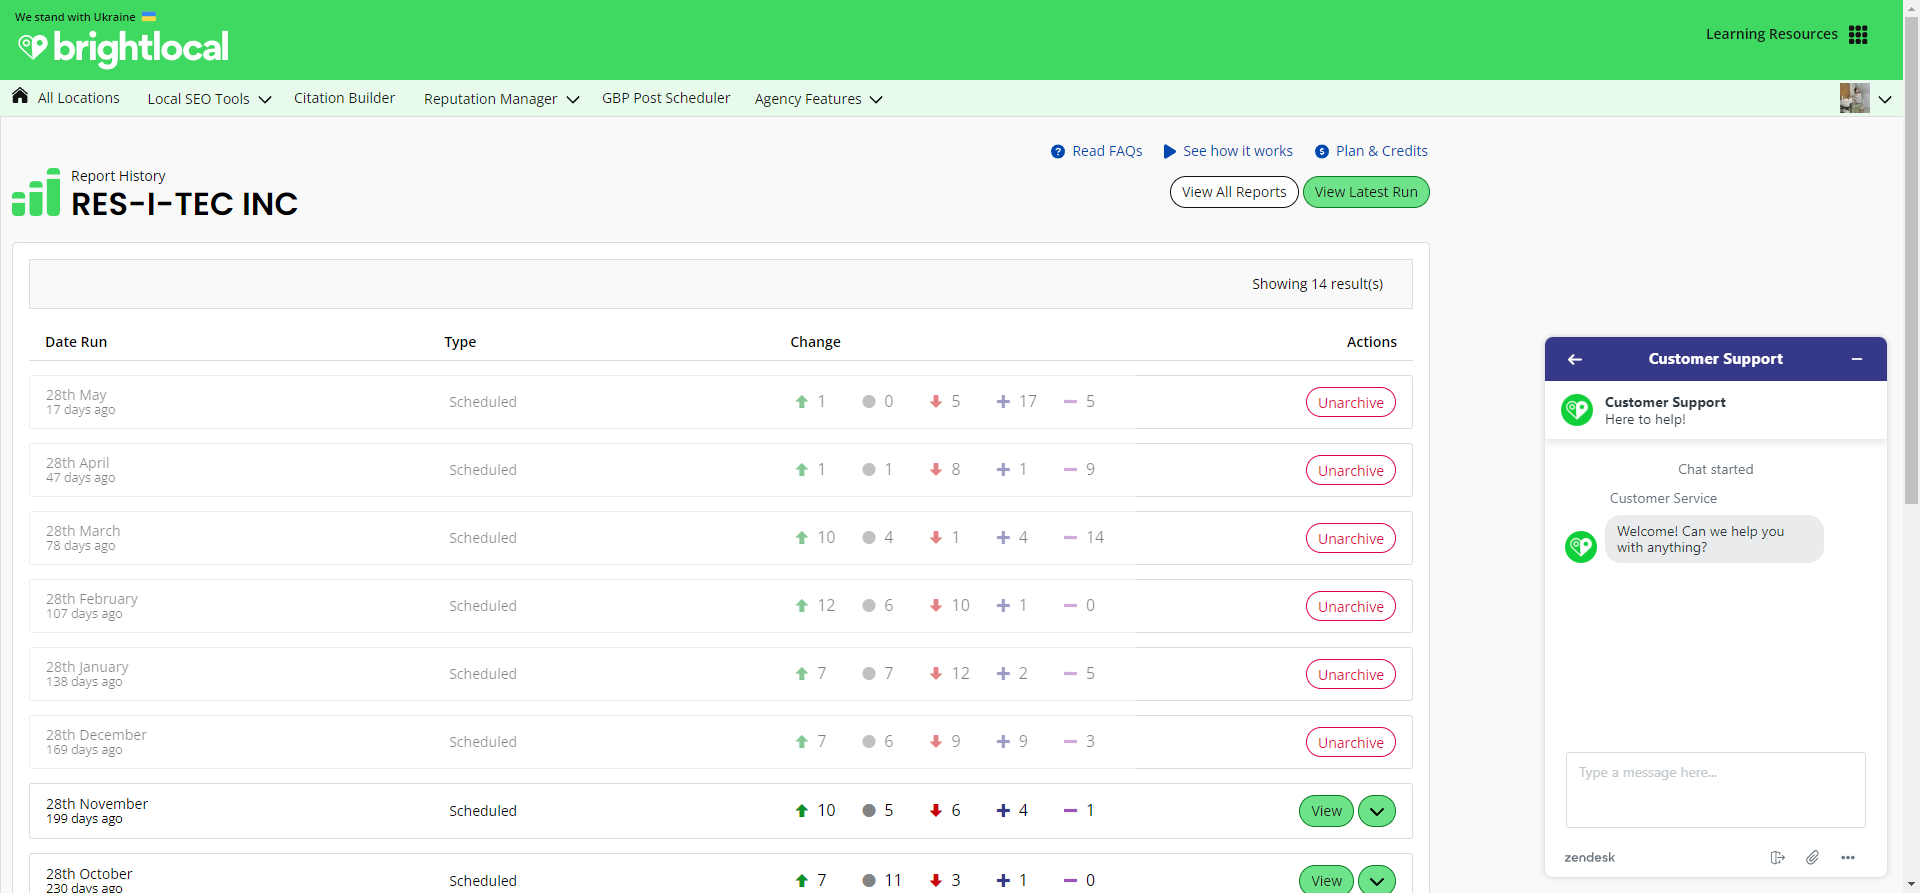 We stand with Ukraine
brightlocal
Learning Resources
All Locations
Local SEO Tools
Citation Builder
Reputation Manager
GBP Post Scheduler
Agency Features
Read FAQs
See how it works
Plan & Credits
Report History
RES-I-TEC INC
View All Reports
View Latest Run
Showing 14 result(s)
Date Run Type Change Actions
28th May
17 days ago
Scheduled 1 0 5 17 5 Unarchive
28th April
47 days ago
Scheduled 1 1 8 1 9 Unarchive
28th March
78 days ago
Scheduled 10 4 1 4 14 Unarchive
28th February
107 days ago
Scheduled 12 6 10 1 0 Unarchive
28th January
138 days ago
Scheduled 7 7 12 2 5 Unarchive
28th December
169 days ago
Scheduled 7 6 9 9 3 Unarchive
28th November
199 days ago
Scheduled 10 5 6 4 1 View
28th October
230 days ago
Scheduled 7 11 3 1 0 View
Customer Support
Customer Support
Here to help!
Chat started
Customer Service
Welcome! Can we help you
with anything?
Type a message here...
zendesk